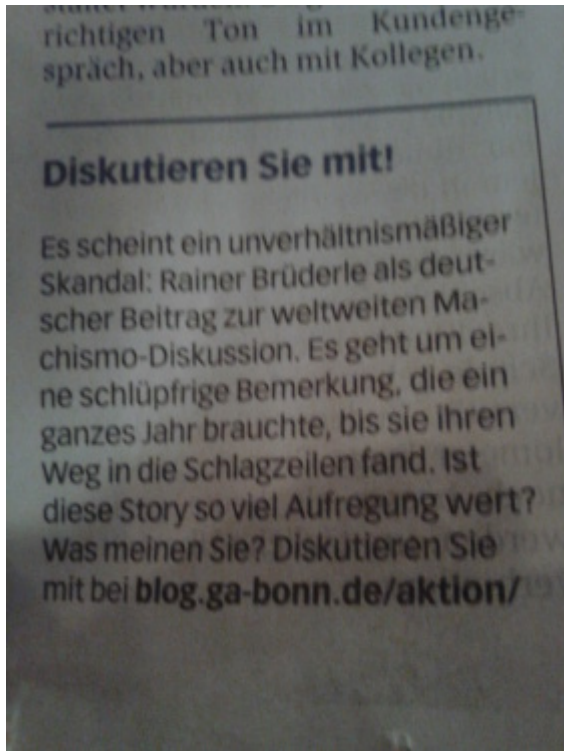 richtigen Ton im Kundenge-
spräch, aber auch mit Kollegen.
Diskutieren Sie mit!
Es scheint ein unverhältnismäßiger
Skandal: Rainer Brüderle als deut-
scher Beitrag zur weltweiten Ma-
chismo-Diskussion. Es geht um ei-
ne schlüpfrige Bemerkung, die ein
ganzes Jahr brauchte, bis sie ihren
Weg in die Schlagzeilen fand. Ist
diese Story so viel Aufregung wert?
Was meinen Sie? Diskutieren Sie
mit bei blog.ga-bonn.de/aktion/